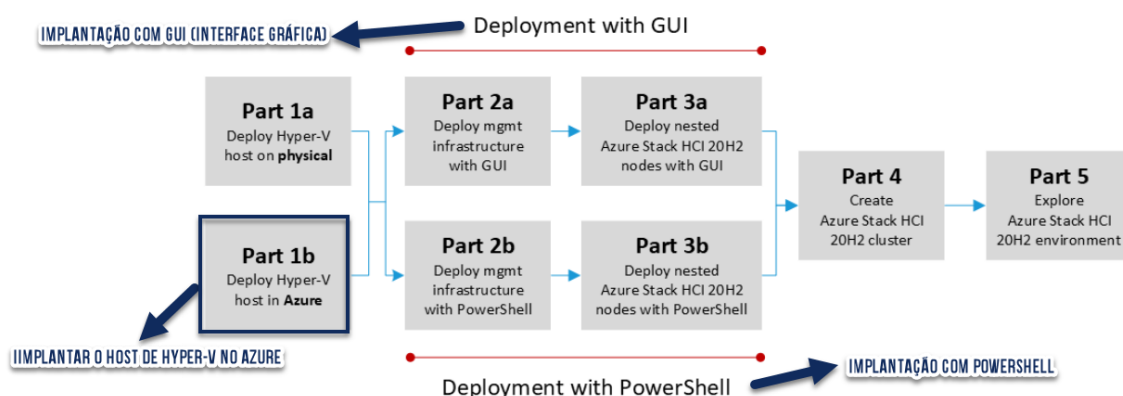 IMPLANTAÇÃO COM GUI (INTERFACE GRÁFICA)
Deployment with GUI
Part 1a
Deploy Hyper-V
host on physical
Part 2a
Deploy mgmt
infrastructure
with GUI
Part 3a
Deploy nested
Azure Stack HCI 20H2
nodes with GUI
Part 4
Create
Azure Stack HCI
20H2 cluster
Part 5
Explore
Azure Stack HCI
20H2 environment
Part 1b
Deploy Hyper-V
host in Azure
Part 2b
Deploy mgmt
infrastructure
with PowerShell
Part 3b
Deploy nested
Azure Stack HCI 20H2
nodes with PowerShell
IIMPLANTAR O HOST DE HYPER-V NO AZURE
Deployment with PowerShell
IMPLANTAÇÃO COM POWERSHELL